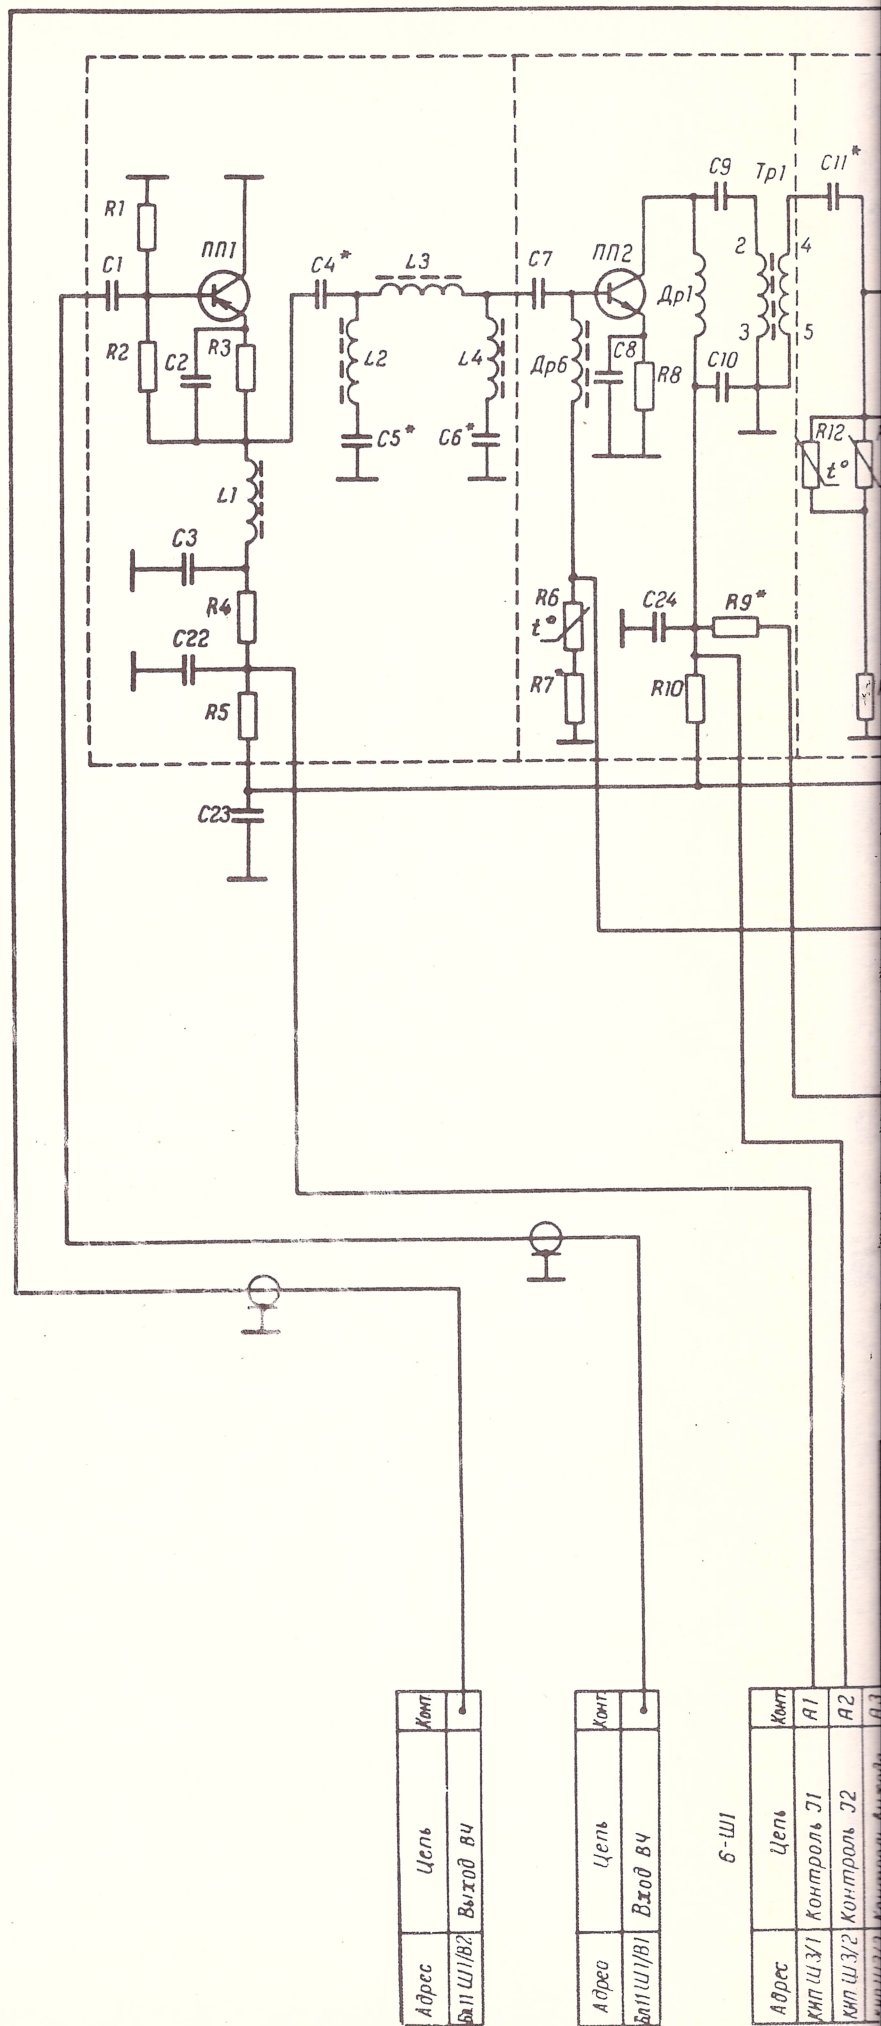 C9
Тр1
C11*
R1
ПП1
C4*
L3
C7
ПП2
2
4
C1
Др1
R2
C2
R3
L2
L4
Др6
C8
R8
3
5
C10
C5*
C6*
R12
t°
L1
C3
R4
R6
t°
C24
R9*
C22
R7*
R10
R5
C23
Адрес
Цепь
Конт.
Бл11 Ш1/В2
Выход ВЧ
Адрес
Цепь
Конт.
Бл11 Ш1/В1
Вход ВЧ
6-Ш1
Адрес
Цепь
Конт.
КИП Ш3/1
Контроль J1
А1
КИП Ш3/2
Контроль J2
А2
А3